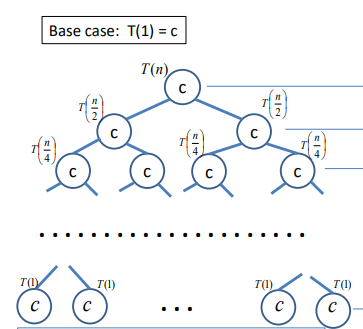 Base case: T(1) = c
T(n)
c
T(n/2) T(n/2)
c c
T(n/4) T(n/4) T(n/4)
c c c c
. . . . . . . . . . . . . . . . . . . . .
T(1) T(1) T(1) T(1)
c c . . . c c